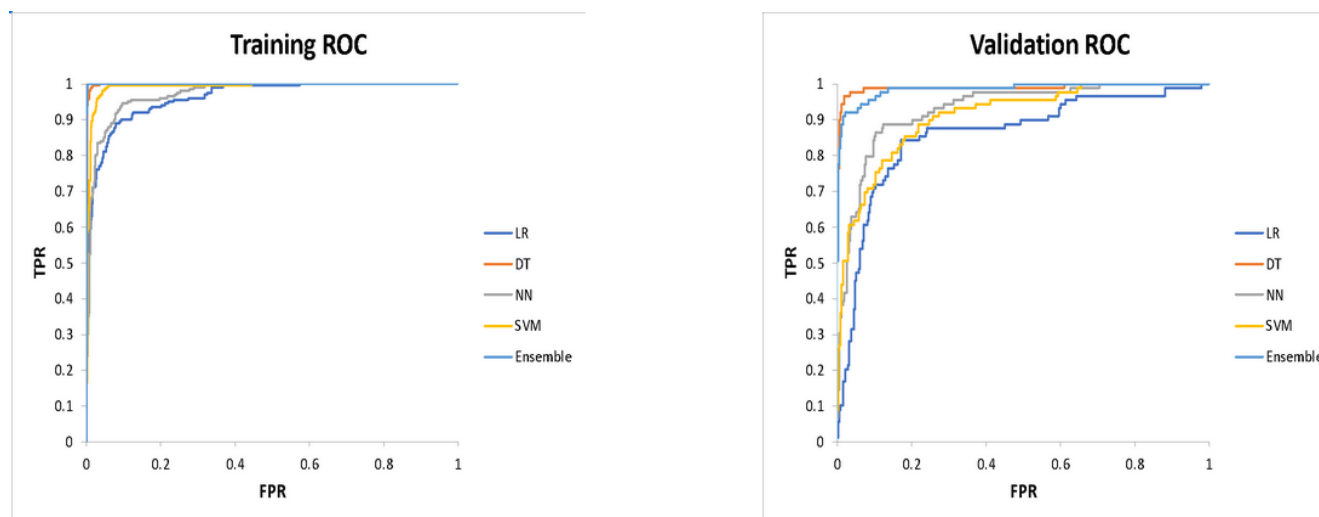 Training ROC
1
0.9
0.8
0.7
0.6
0.5
0.4
0.3
0.2
0.1
0
TPR
0 0.2 0.4 0.6 0.8 1
FPR
LR
DT
NN
SVM
Ensemble
Validation ROC
1
0.9
0.8
0.7
0.6
0.5
0.4
0.3
0.2
0.1
0
TPR
0 0.2 0.4 0.6 0.8 1
FPR
LR
DT
NN
SVM
Ensemble